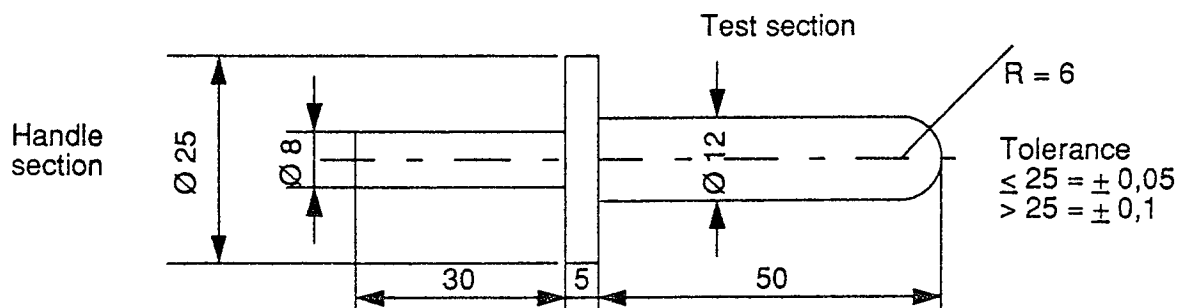 Test section
R = 6
Handle
section
Ø 25
Ø 8
Ø 12
Tolerance
≤ 25 = ± 0,05
> 25 = ± 0,1
30
5
50